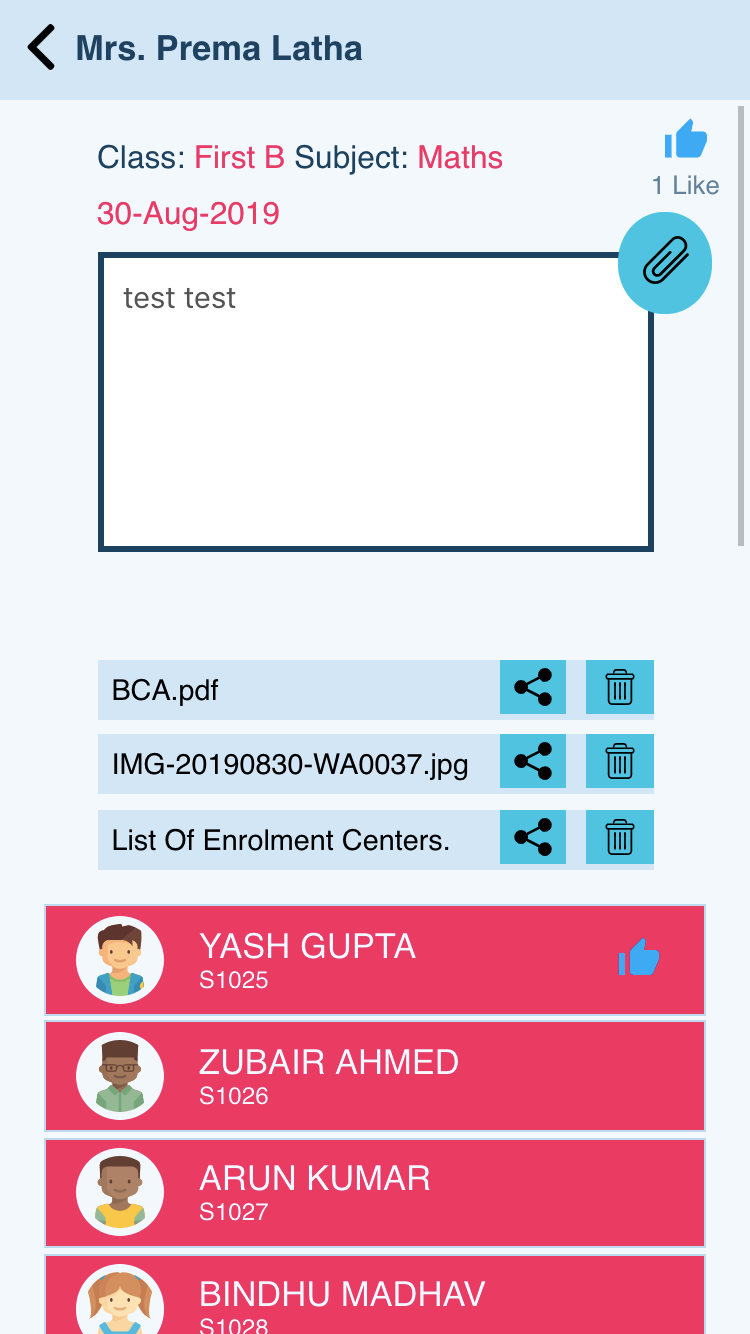 Mrs. Prema Latha
Class: First B Subject: Maths
1 Like
30-Aug-2019
test test
BCA.pdf
IMG-20190830-WA0037.jpg
List Of Enrolment Centers.
YASH GUPTA
S1025
ZUBAIR AHMED
S1026
ARUN KUMAR
S1027
BINDHU MADHAV
S1028